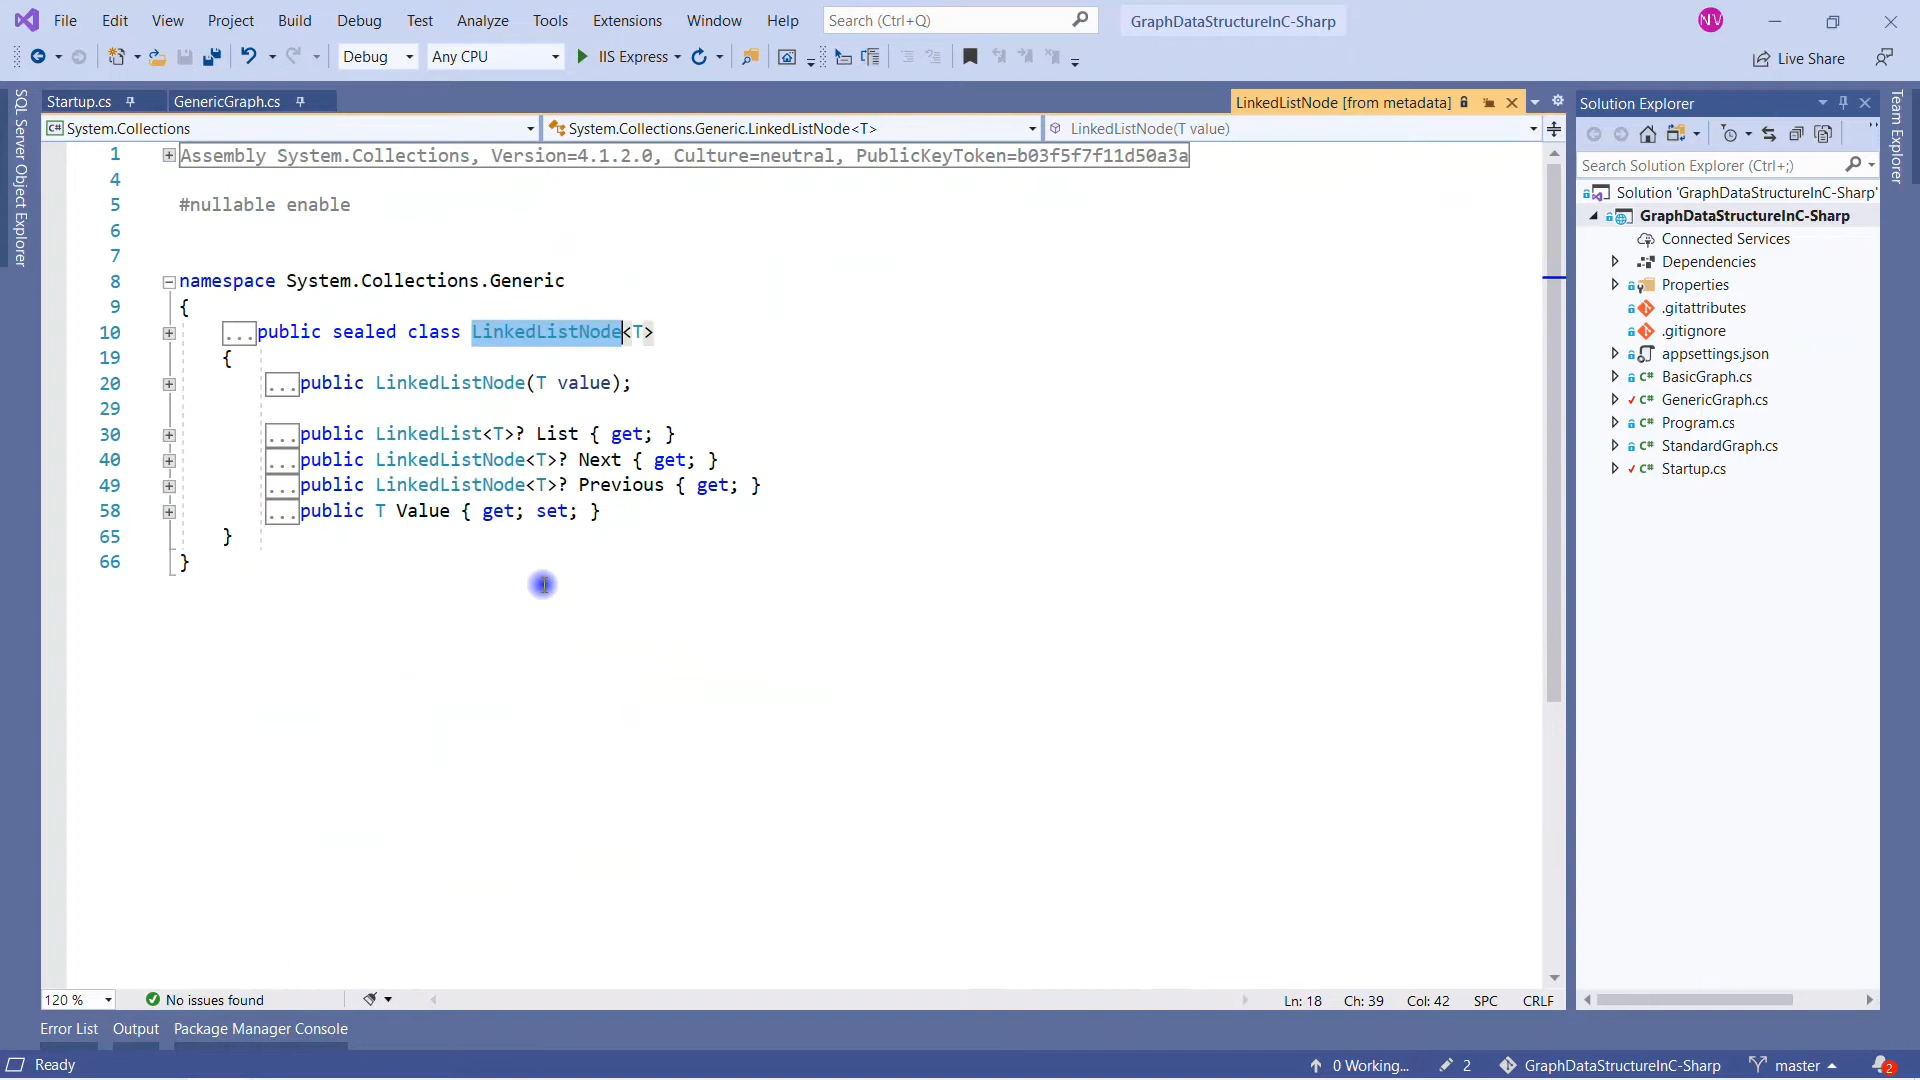 File Edit View Project Build Debug Test Analyze Tools Extensions Window Help Search (Ctrl+Q) GraphDataStructureInC-Sharp NV
Debug Any CPU IIS Express Live Share
Startup.cs GenericGraph.cs LinkedListNode [from metadata]
System.Collections System.Collections.Generic.LinkedListNode<T> LinkedListNode(T value)
SQL Server Object Explorer
1 Assembly System.Collections, Version=4.1.2.0, Culture=neutral, PublicKeyToken=b03f5f7f11d50a3a
4
5 #nullable enable
6
7
8 namespace System.Collections.Generic
9 {
10 ...public sealed class LinkedListNode<T>
19 {
20 ...public LinkedListNode(T value);
29
30 ...public LinkedList<T>? List { get; }
40 ...public LinkedListNode<T>? Next { get; }
49 ...public LinkedListNode<T>? Previous { get; }
58 ...public T Value { get; set; }
65 }
66 }
120 % No issues found Ln: 18 Ch: 39 Col: 42 SPC CRLF
Solution Explorer
Search Solution Explorer (Ctrl+;)
Solution 'GraphDataStructureInC-Sharp'
GraphDataStructureInC-Sharp
Connected Services
Dependencies
Properties
.gitattributes
.gitignore
appsettings.json
C# BasicGraph.cs
C# GenericGraph.cs
C# Program.cs
C# StandardGraph.cs
C# Startup.cs
Team Explorer
Error List Output Package Manager Console
Ready 0 Working... 2 GraphDataStructureInC-Sharp master 2